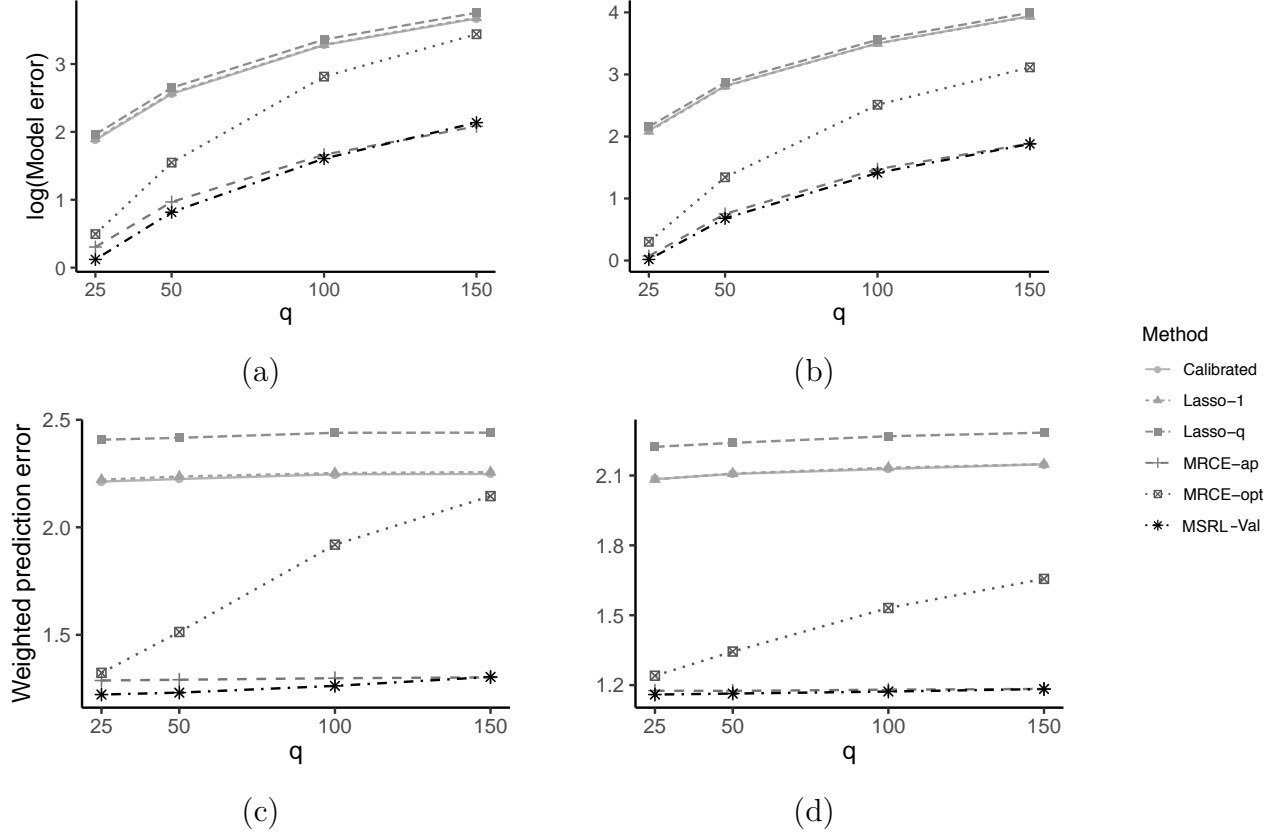 log(Model error)
3
2
1
0
25 50 100 150
q
(a)
4
3
2
1
0
25 50 100 150
q
(b)
Weighted prediction error
2.5
2.0
1.5
25 50 100 150
q
(c)
2.1
1.8
1.5
1.2
25 50 100 150
q
(d)
Method
Calibrated
Lasso−1
Lasso−q
MRCE−ap
MRCE−opt
MSRL−Val